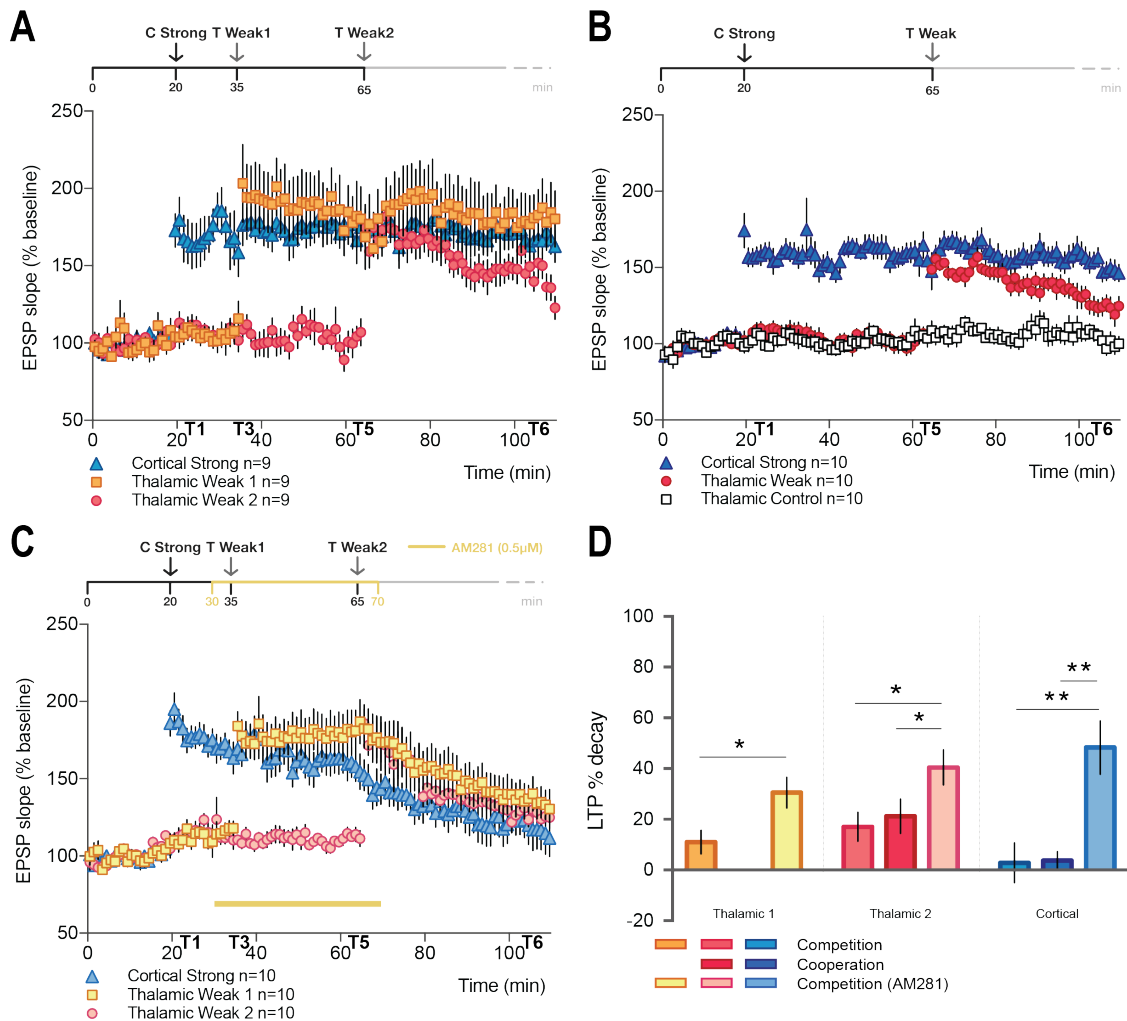 A
C Strong T Weak1 T Weak2
0 20 35 65 min
250
200
150
100
50
EPSP slope (% baseline)
0 20 40 60 80 100
T1 T3 T5 T6
Time (min)
Cortical Strong n=9
Thalamic Weak 1 n=9
Thalamic Weak 2 n=9
B
C Strong T Weak
0 20 65 min
250
200
150
100
50
EPSP slope (% baseline)
0 20 40 60 80 100
T1 T5 T6
Time (min)
Cortical Strong n=10
Thalamic Weak n=10
Thalamic Control n=10
C
C Strong T Weak1 T Weak2 AM281 (0.5µM)
0 20 30 35 65 70 min
250
200
150
100
50
EPSP slope (% baseline)
0 20 40 60 80 100
T1 T3 T5 T6
Time (min)
Cortical Strong n=10
Thalamic Weak 1 n=10
Thalamic Weak 2 n=10
D
100
80
60
40
20
0
-20
LTP % decay
*
*
*
**
**
Thalamic 1 Thalamic 2 Cortical
Competition
Cooperation
Competition (AM281)